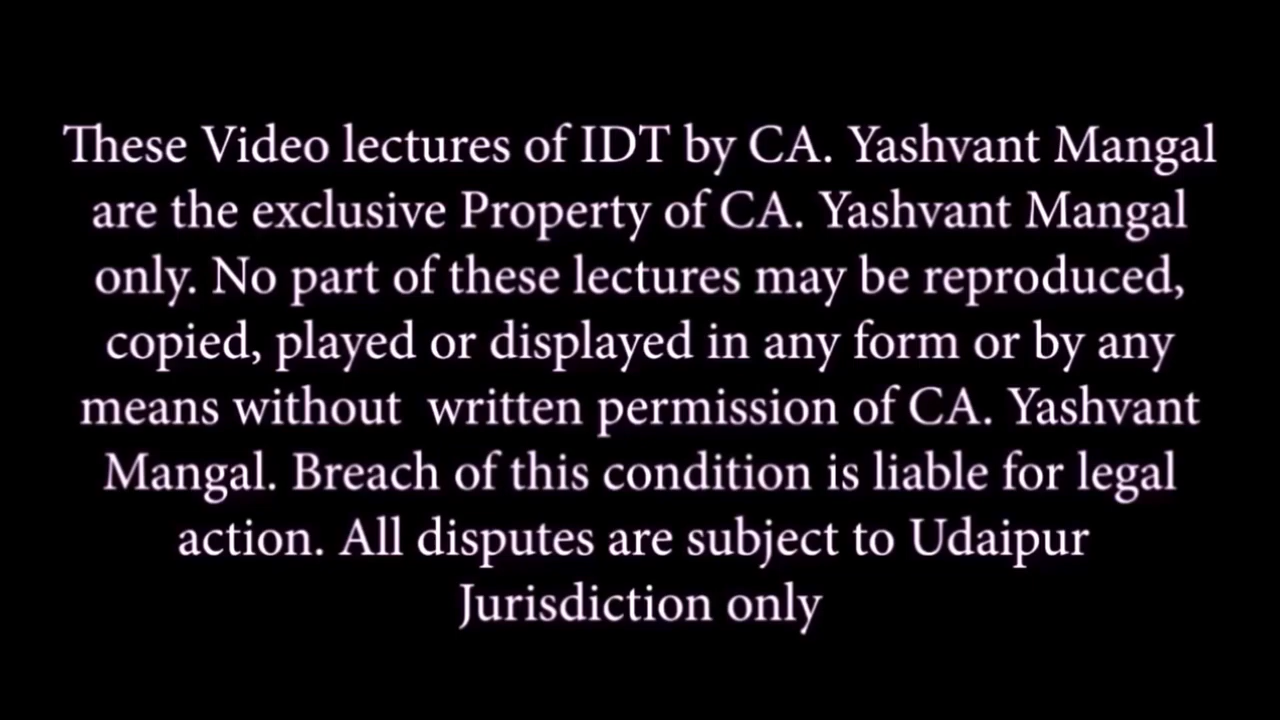 These Video lectures of IDT by CA. Yashvant Mangal
are the exclusive Property of CA. Yashvant Mangal
only. No part of these lectures may be reproduced,
copied, played or displayed in any form or by any
means without  written permission of CA. Yashvant
Mangal. Breach of this condition is liable for legal
action. All disputes are subject to Udaipur
Jurisdiction only